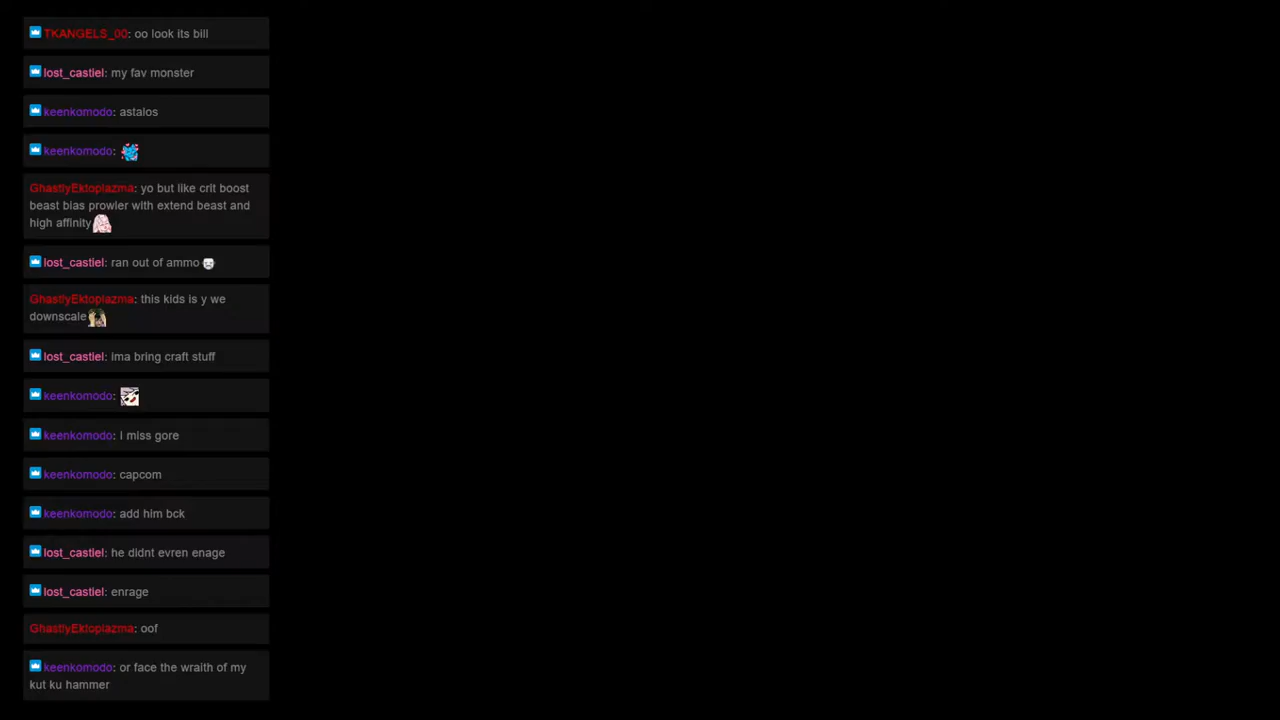 TKANGELS_00: oo look its bill
lost_castiel: my fav monster
keenkomodo: astalos
keenkomodo:
GhastlyEktoplazma: yo but like crit boost
beast bias prowler with extend beast and
high affinity
lost_castiel: ran out of ammo
GhastlyEktoplazma: this kids is y we
downscale
lost_castiel: Ima bring craft stuff
keenkomodo:
keenkomodo: i miss gore
keenkomodo: capcom
keenkomodo: add him bck
lost_castiel: he didnt evren enage
lost_castiel: enrage
GhastlyEktoplazma: oof
keenkomodo: or face the wraith of my
kut ku hammer